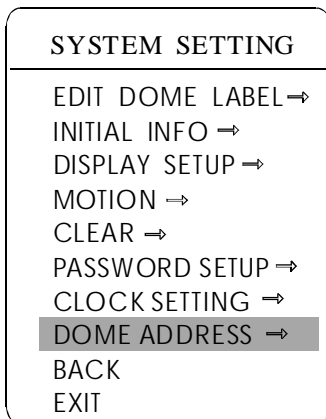 SYSTEM SETTING
EDIT DOME LABEL→
INITIAL INFO →
DISPLAY SETUP →
MOTION →
CLEAR →
PASSWORD SETUP →
CLOCK SETTING →
DOME ADDRESS →
BACK
EXIT